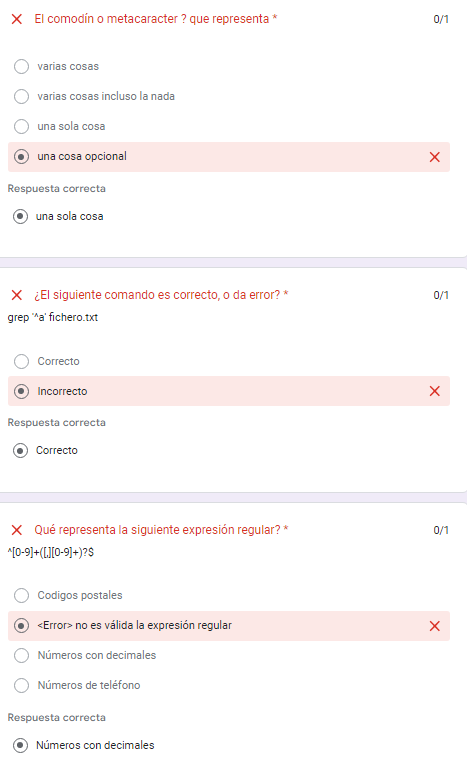 El comodín o metacaracter ? que representa *
0/1
varias cosas
varias cosas incluso la nada
una sola cosa
una cosa opcional
Respuesta correcta
una sola cosa
¿El siguiente comando es correcto, o da error? *
0/1
grep '^a' fichero.txt
Correcto
Incorrecto
Respuesta correcta
Correcto
Qué representa la siguiente expresión regular? *
0/1
^[0-9]+([,][0-9]+)?$
Codigos postales
<Error> no es válida la expresión regular
Números con decimales
Números de teléfono
Respuesta correcta
Números con decimales